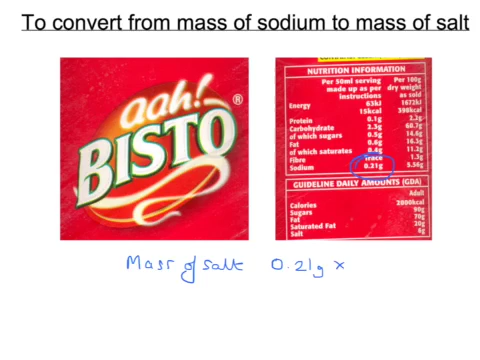 To convert from mass of sodium to mass of salt
aah!
BISTO
®
NUTRITION INFORMATION
Per 50ml serving made up as per instructions
Per 100g dry weight as sold
Energy 63kJ 1672kJ
15kcal 398kcal
Protein 0.1g 2.2g
Carbohydrate 2.3g 60.7g
of which sugars 0.5g 14.6g
Fat 0.6g 16.3g
of which saturates 0.4g 11.2g
Fibre Trace 1.3g
Sodium 0.21g 5.56g
GUIDELINE DAILY AMOUNTS (GDA)
Adult
Calories 2000kcal
Sugars 90g
Fat 70g
Saturated Fat 20g
Salt 6g
Mass of salt 0.21g x